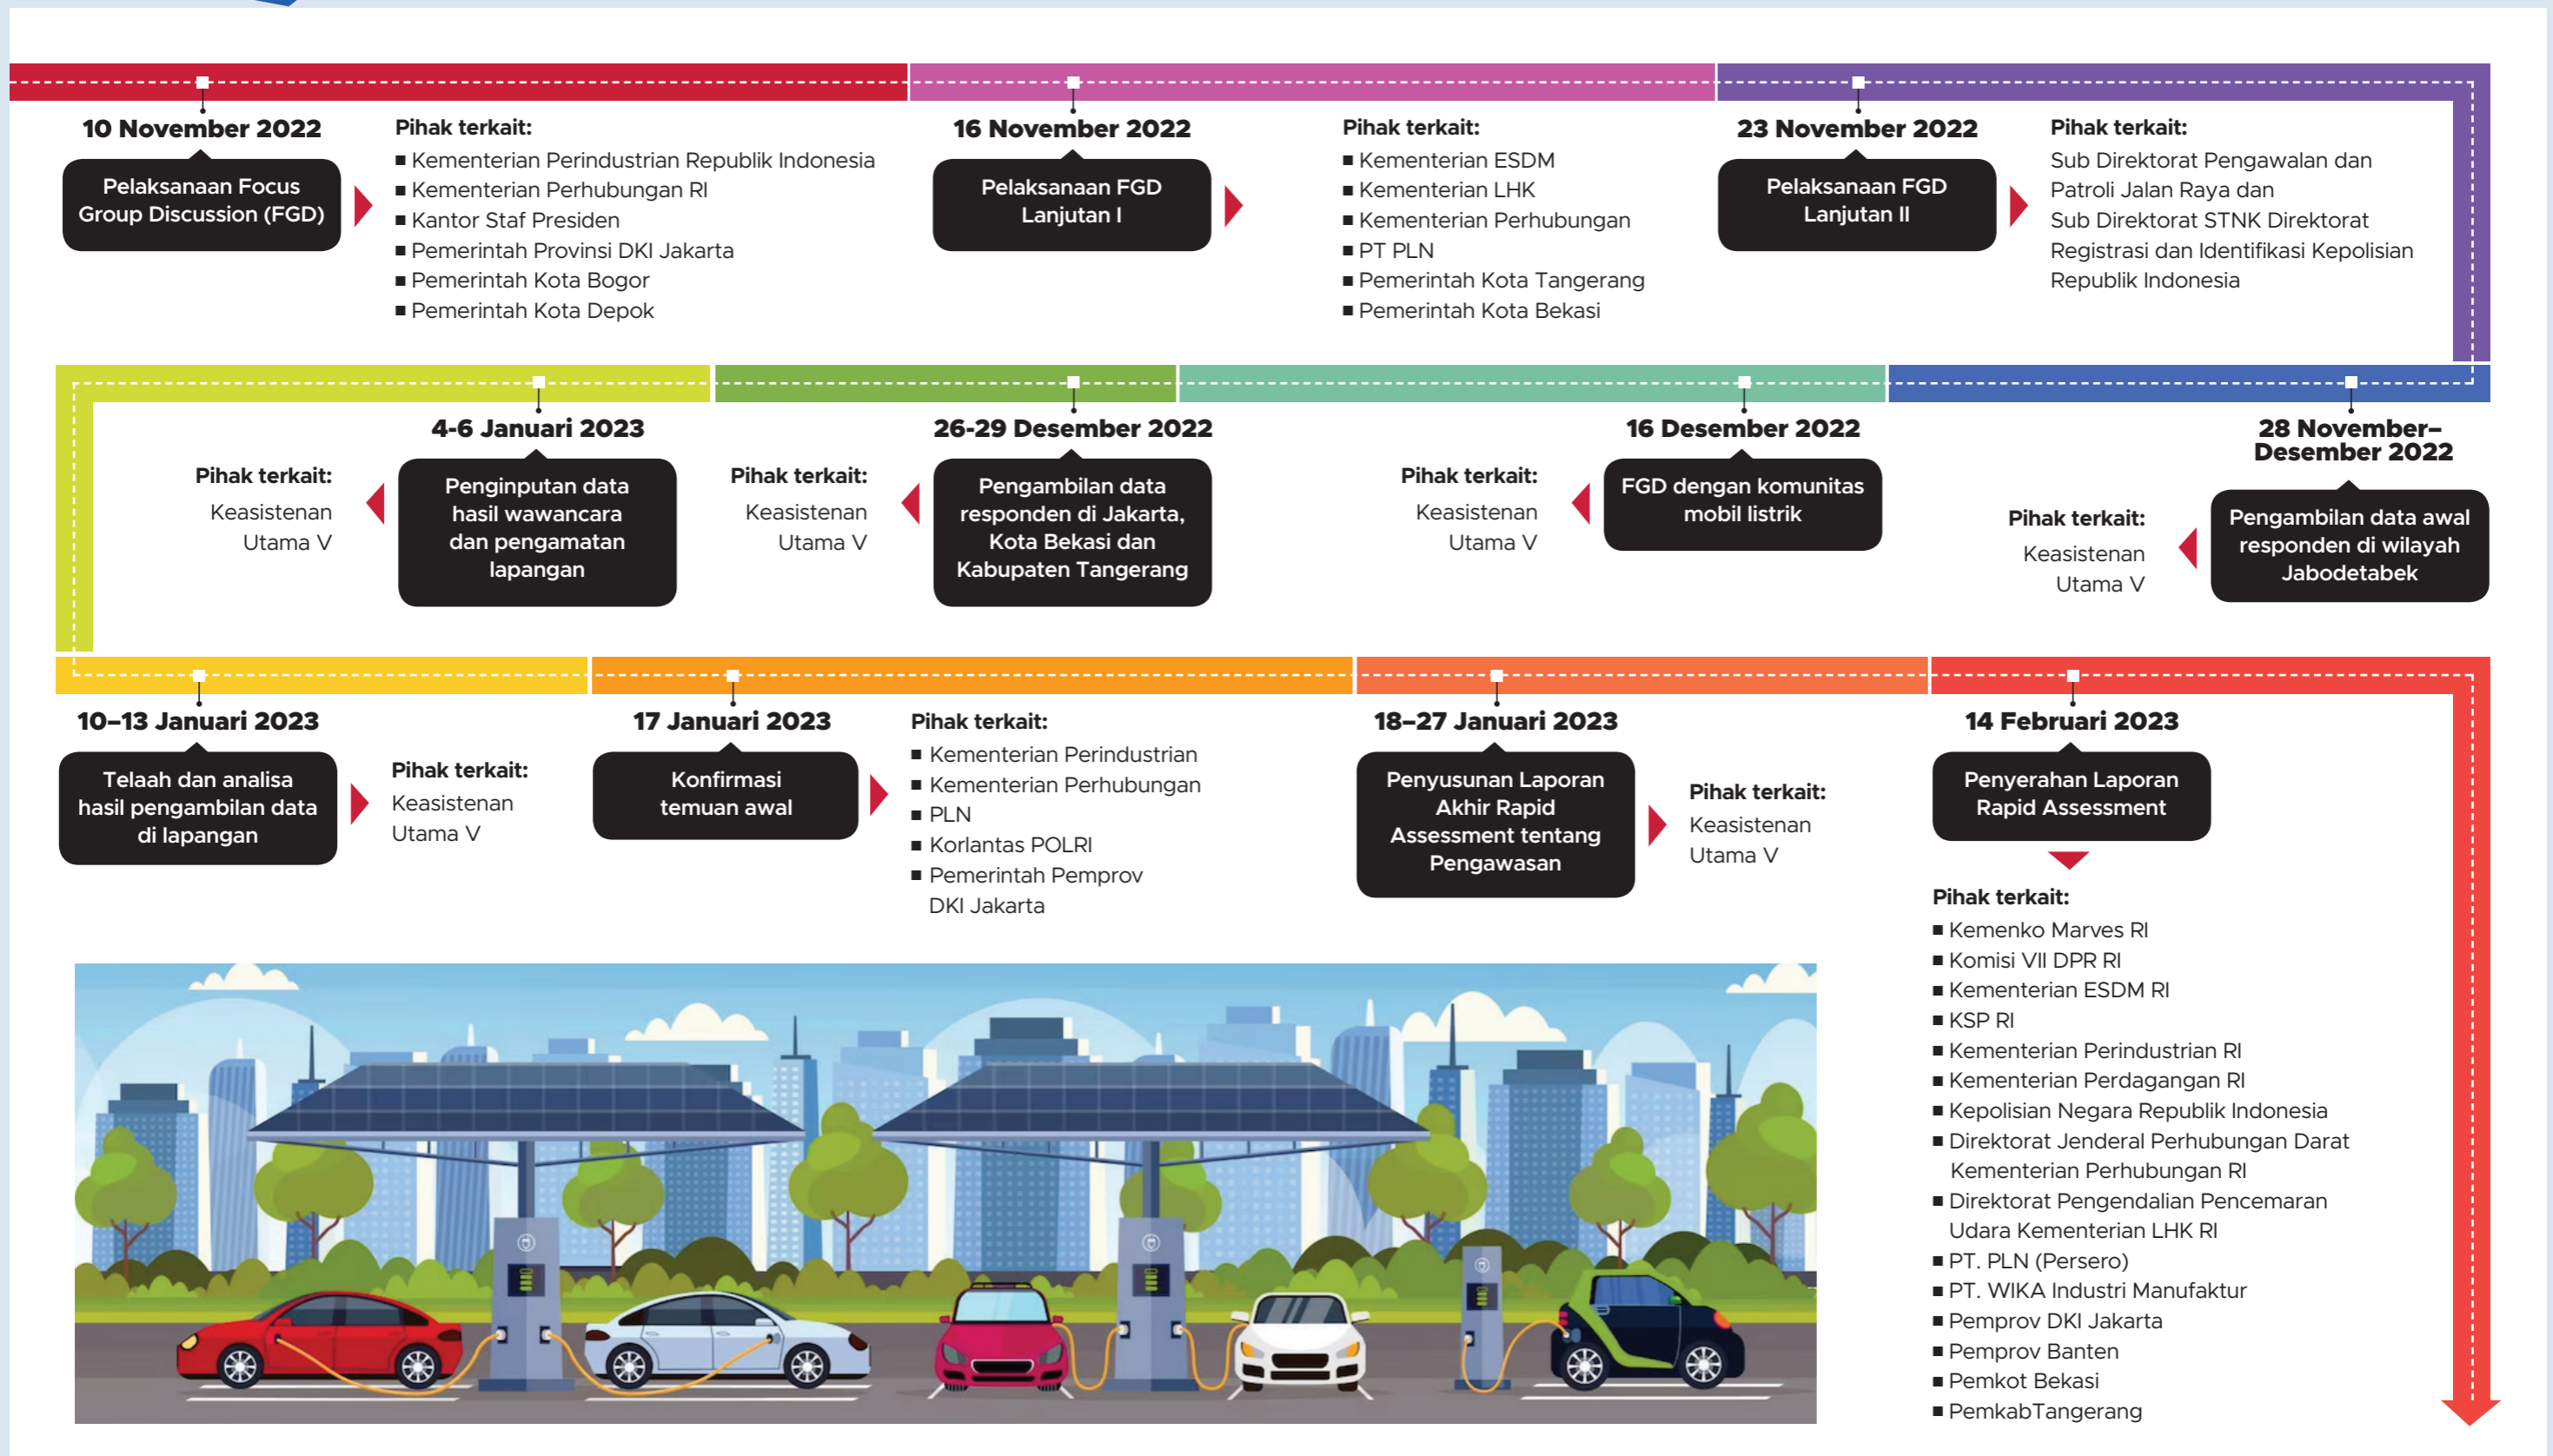 10 November 2022
Pelaksanaan Focus
Group Discussion (FGD)
Pihak terkait:
■ Kementerian Perindustrian Republik Indonesia
■ Kementerian Perhubungan RI
■ Kantor Staf Presiden
■ Pemerintah Provinsi DKI Jakarta
■ Pemerintah Kota Bogor
■ Pemerintah Kota Depok
16 November 2022
Pelaksanaan FGD
Lanjutan I
Pihak terkait:
■ Kementerian ESDM
■ Kementerian LHK
■ Kementerian Perhubungan
■ PT PLN
■ Pemerintah Kota Tangerang
■ Pemerintah Kota Bekasi
23 November 2022
Pelaksanaan FGD
Lanjutan II
Pihak terkait:
Sub Direktorat Pengawalan dan
Patroli Jalan Raya dan
Sub Direktorat STNK Direktorat
Registrasi dan Identifikasi Kepolisian
Republik Indonesia
28 November–
Desember 2022
Pengambilan data awal
responden di wilayah
Jabodetabek
Pihak terkait:
Keasistenan
Utama V
16 Desember 2022
FGD dengan komunitas
mobil listrik
Pihak terkait:
Keasistenan
Utama V
26-29 Desember 2022
Pengambilan data
responden di Jakarta,
Kota Bekasi dan
Kabupaten Tangerang
Pihak terkait:
Keasistenan
Utama V
4-6 Januari 2023
Penginputan data
hasil wawancara
dan pengamatan
lapangan
Pihak terkait:
Keasistenan
Utama V
10–13 Januari 2023
Telaah dan analisa
hasil pengambilan data
di lapangan
Pihak terkait:
Keasistenan
Utama V
17 Januari 2023
Konfirmasi
temuan awal
Pihak terkait:
■ Kementerian Perindustrian
■ Kementerian Perhubungan
■ PLN
■ Korlantas POLRI
■ Pemerintah Pemprov
DKI Jakarta
18–27 Januari 2023
Penyusunan Laporan
Akhir Rapid
Assessment tentang
Pengawasan
Pihak terkait:
Keasistenan
Utama V
14 Februari 2023
Penyerahan Laporan
Rapid Assessment
Pihak terkait:
■ Kemenko Marves RI
■ Komisi VII DPR RI
■ Kementerian ESDM RI
■ KSP RI
■ Kementerian Perindustrian RI
■ Kementerian Perdagangan RI
■ Kepolisian Negara Republik Indonesia
■ Direktorat Jenderal Perhubungan Darat
Kementerian Perhubungan RI
■ Direktorat Pengendalian Pencemaran
Udara Kementerian LHK RI
■ PT. PLN (Persero)
■ PT. WIKA Industri Manufaktur
■ Pemprov DKI Jakarta
■ Pemprov Banten
■ Pemkot Bekasi
■ PemkabTangerang